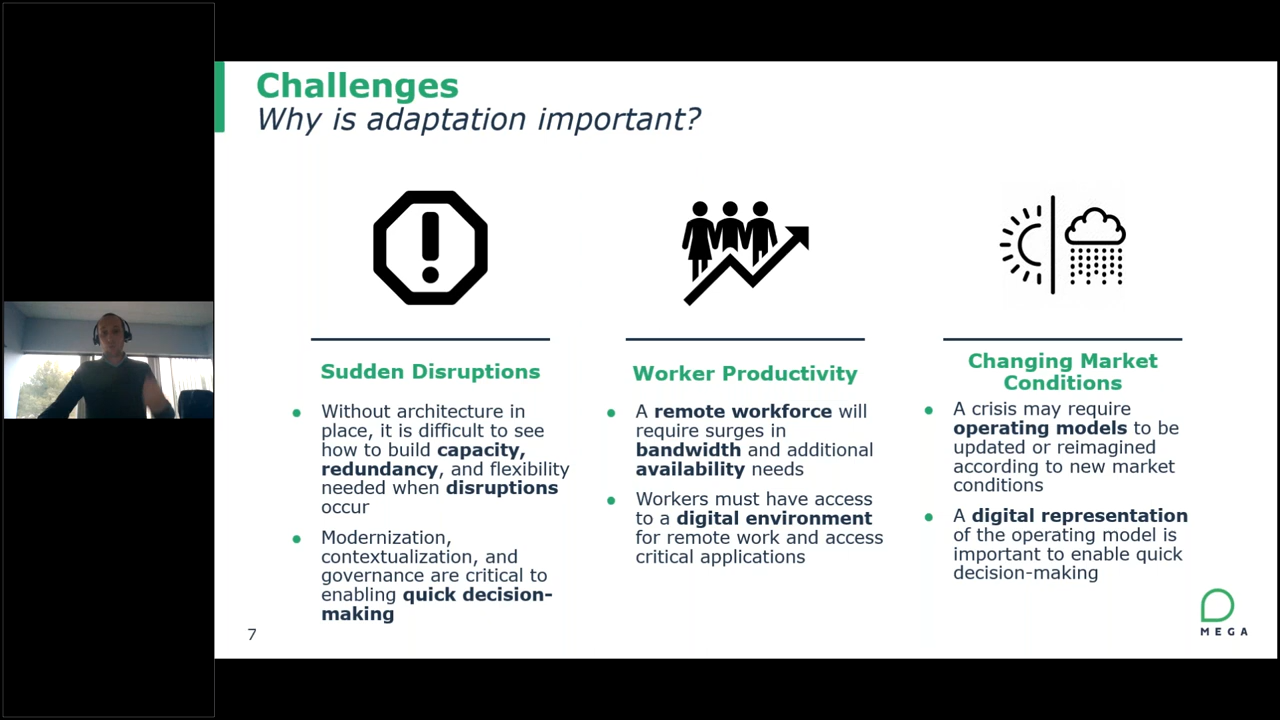 Challenges
Why is adaptation important?
Sudden Disruptions
• Without architecture in
place, it is difficult to see
how to build capacity,
redundancy, and flexibility
needed when disruptions
occur
• Modernization,
contextualization, and
governance are critical to
enabling quick decision-
making
Worker Productivity
• A remote workforce will
require surges in
bandwidth and additional
availability needs
• Workers must have access
to a digital environment
for remote work and access
critical applications
Changing Market
Conditions
• A crisis may require
operating models to be
updated or reimagined
according to new market
conditions
• A digital representation
of the operating model is
important to enable quick
decision-making
7
MEGA